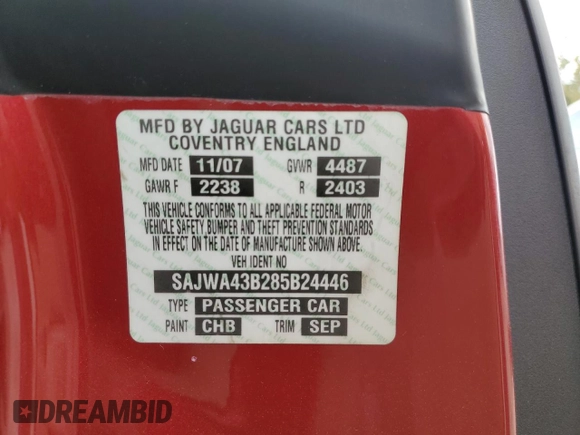 MFD BY JAGUAR CARS LTD
COVENTRY ENGLAND
MFD DATE 11/07 GVWR 4487
GAWR F 2238 R 2403
THIS VEHICLE CONFORMS TO ALL APPLICABLE FEDERAL MOTOR
VEHICLE SAFETY,BUMPER AND THEFT PREVENTION STANDARDS
IN EFFECT ON THE DATE OF MANUFACTURE SHOWN ABOVE.
VEH IDENT NO
SAJWA43B285B24446
TYPE PASSENGER CAR
PAINT CHB TRIM SEP
DREAMBID